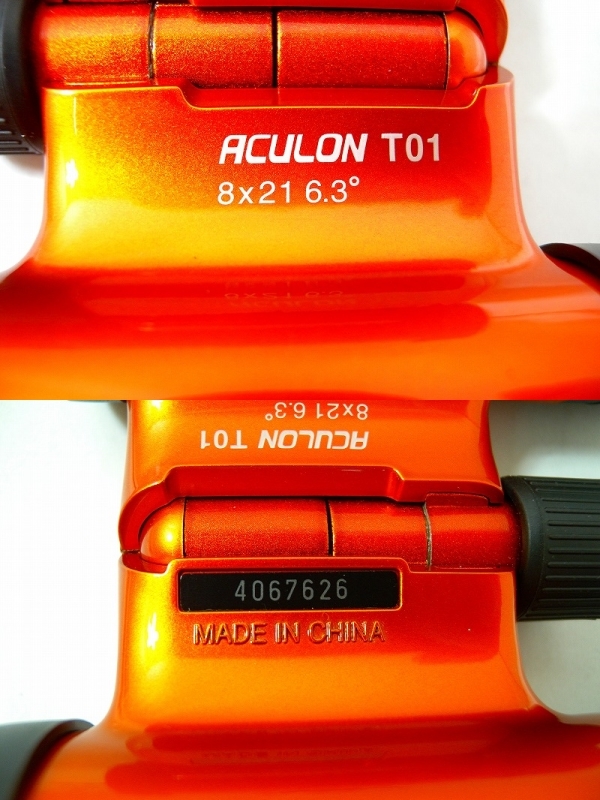 ACULON T01
8x21 6.3°
8x21 6.3°
ACULON T01
4067626
MADE IN CHINA